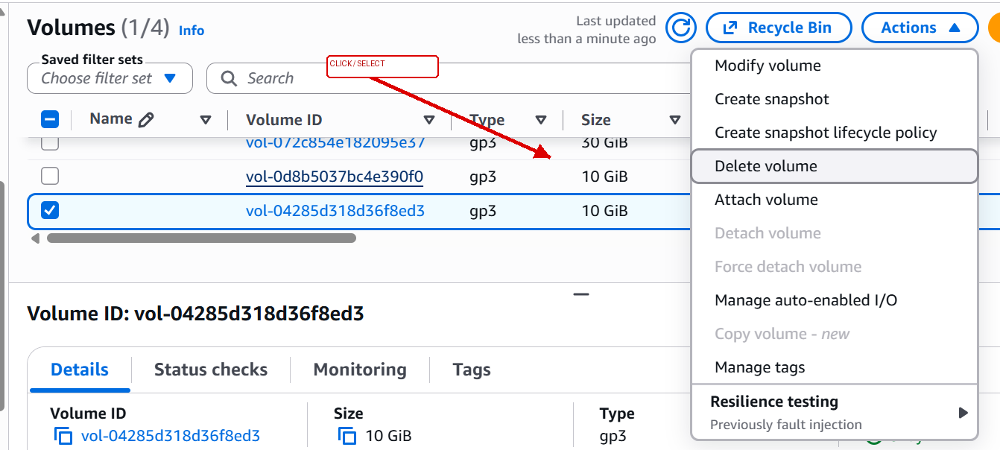 Volumes (1/4) Info
Last updated
less than a minute ago
Recycle Bin
Actions
Saved filter sets
Choose filter set
Search
CLICK/SELECT
Name
Volume ID
Type
Size
vol-072c854e182095e37 gp3 30 GiB
vol-0d8b5037bc4e390f0 gp3 10 GiB
vol-04285d318d36f8ed3 gp3 10 GiB
Modify volume
Create snapshot
Create snapshot lifecycle policy
Delete volume
Attach volume
Detach volume
Force detach volume
Manage auto-enabled I/O
Copy volume - new
Manage tags
Resilience testing
Previously fault injection
Volume ID: vol-04285d318d36f8ed3
Details
Status checks
Monitoring
Tags
Volume ID
vol-04285d318d36f8ed3
Size
10 GiB
Type
gp3